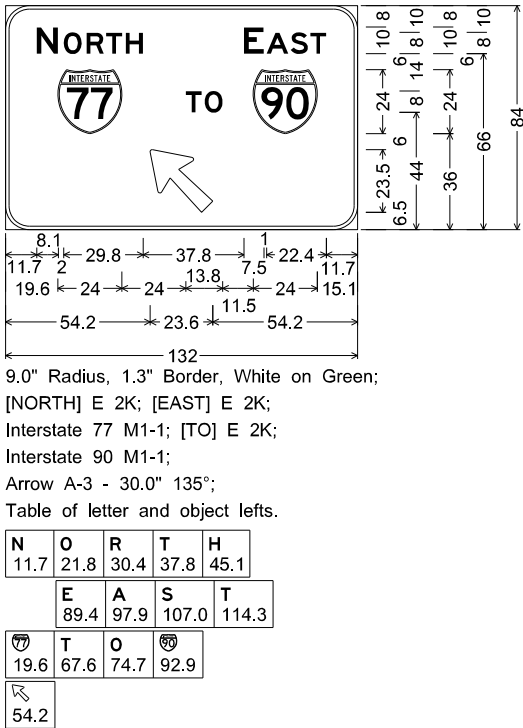 NORTH EAST
INTERSTATE INTERSTATE
77 TO 90
10 8 8 10 10 8 8 10
6 14 6
24 8 24
84
66
6
23.5 44 36
6.5
8.1 29.8 37.8 1 22.4
11.7 2 7.5 11.7
19.6 24 24 13.8 24 15.1
11.5
54.2 23.6 54.2
132
9.0" Radius, 1.3" Border, White on Green;
[NORTH] E 2K; [EAST] E 2K;
Interstate 77 M1-1; [TO] E 2K;
Interstate 90 M1-1;
Arrow A-3 - 30.0" 135°;
Table of letter and object lefts.
N O R T H
11.7 21.8 30.4 37.8 45.1
E A S T
89.4 97.9 107.0 114.3
77 T O 90
19.6 67.6 74.7 92.9
54.2